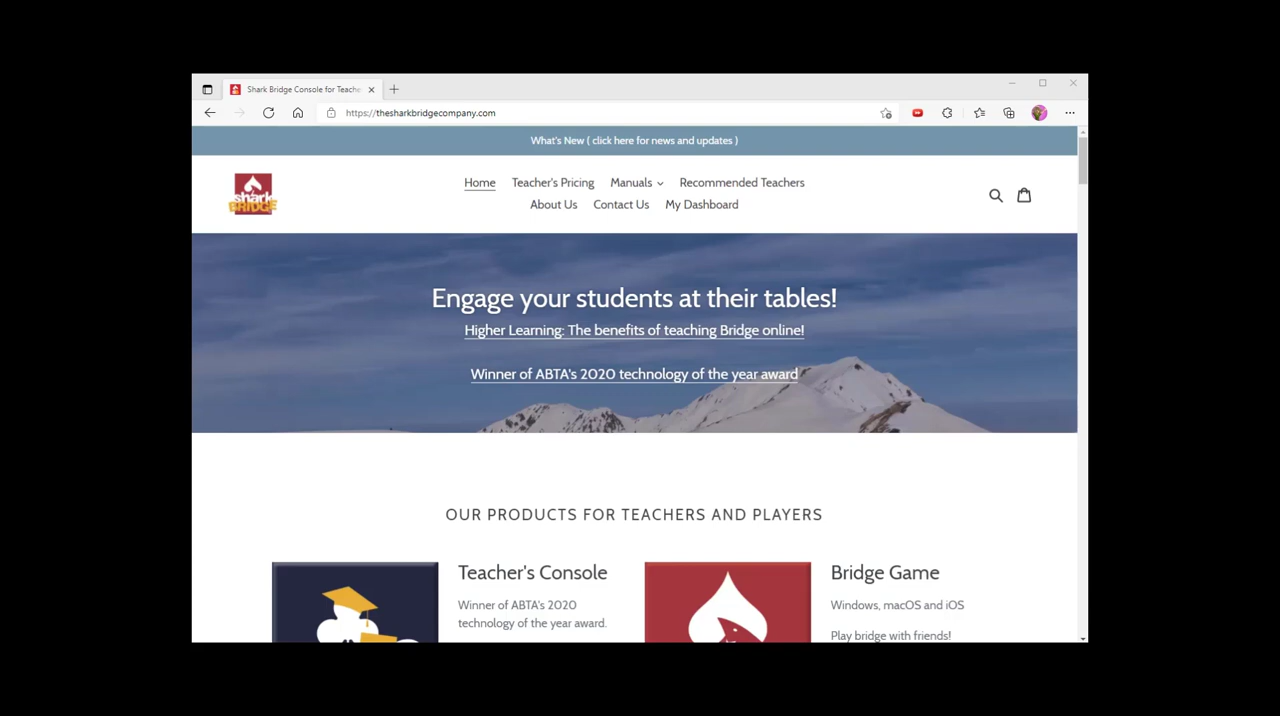 Shark Bridge Console for Teache
https://thesharkbridgecompany.com
What's New ( click here for news and updates )
shark
BRIDGE
Home Teacher's Pricing Manuals Recommended Teachers
About Us Contact Us My Dashboard
Engage your students at their tables!
Higher Learning: The benefits of teaching Bridge online!
Winner of ABTA's 2020 technology of the year award
OUR PRODUCTS FOR TEACHERS AND PLAYERS
Teacher's Console
Winner of ABTA's 2020
technology of the year award.
Bridge Game
Windows, macOS and iOS
Play bridge with friends!